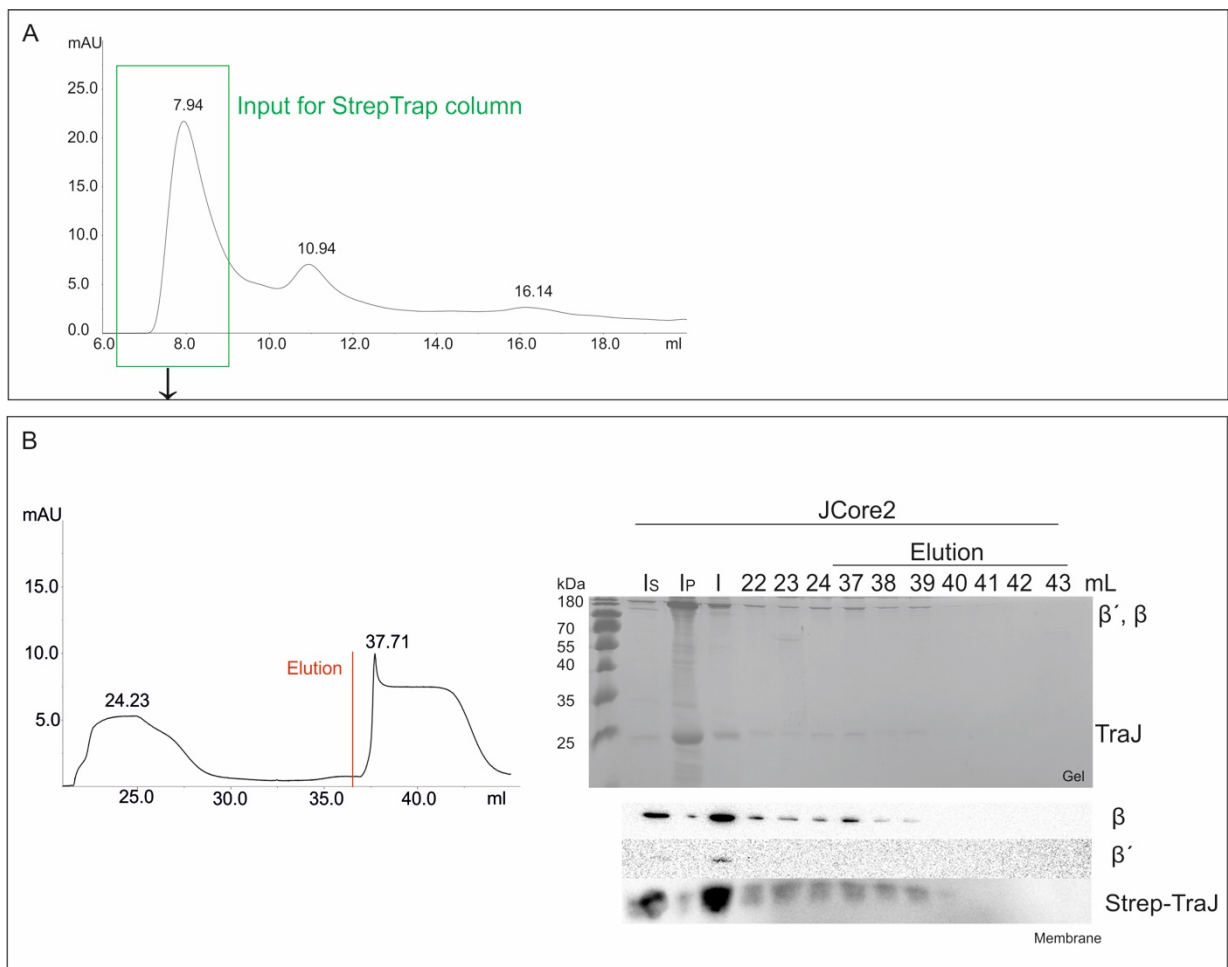 A
mAU
25.0
20.0
15.0
10.0
5.0
0.0
7.94
Input for StrepTrap column
10.94
16.14
6.0 8.0 10.0 12.0 14.0 16.0 18.0 ml
B
mAU
15.0
10.0
5.0
24.23
Elution
37.71
25.0 30.0 35.0 40.0 ml
JCore2
Elution
kDa IS IP I 22 23 24 37 38 39 40 41 42 43 mL
180
70
55
40
35
25
β´, β
TraJ
Gel
β
β´
Strep-TraJ
Membrane